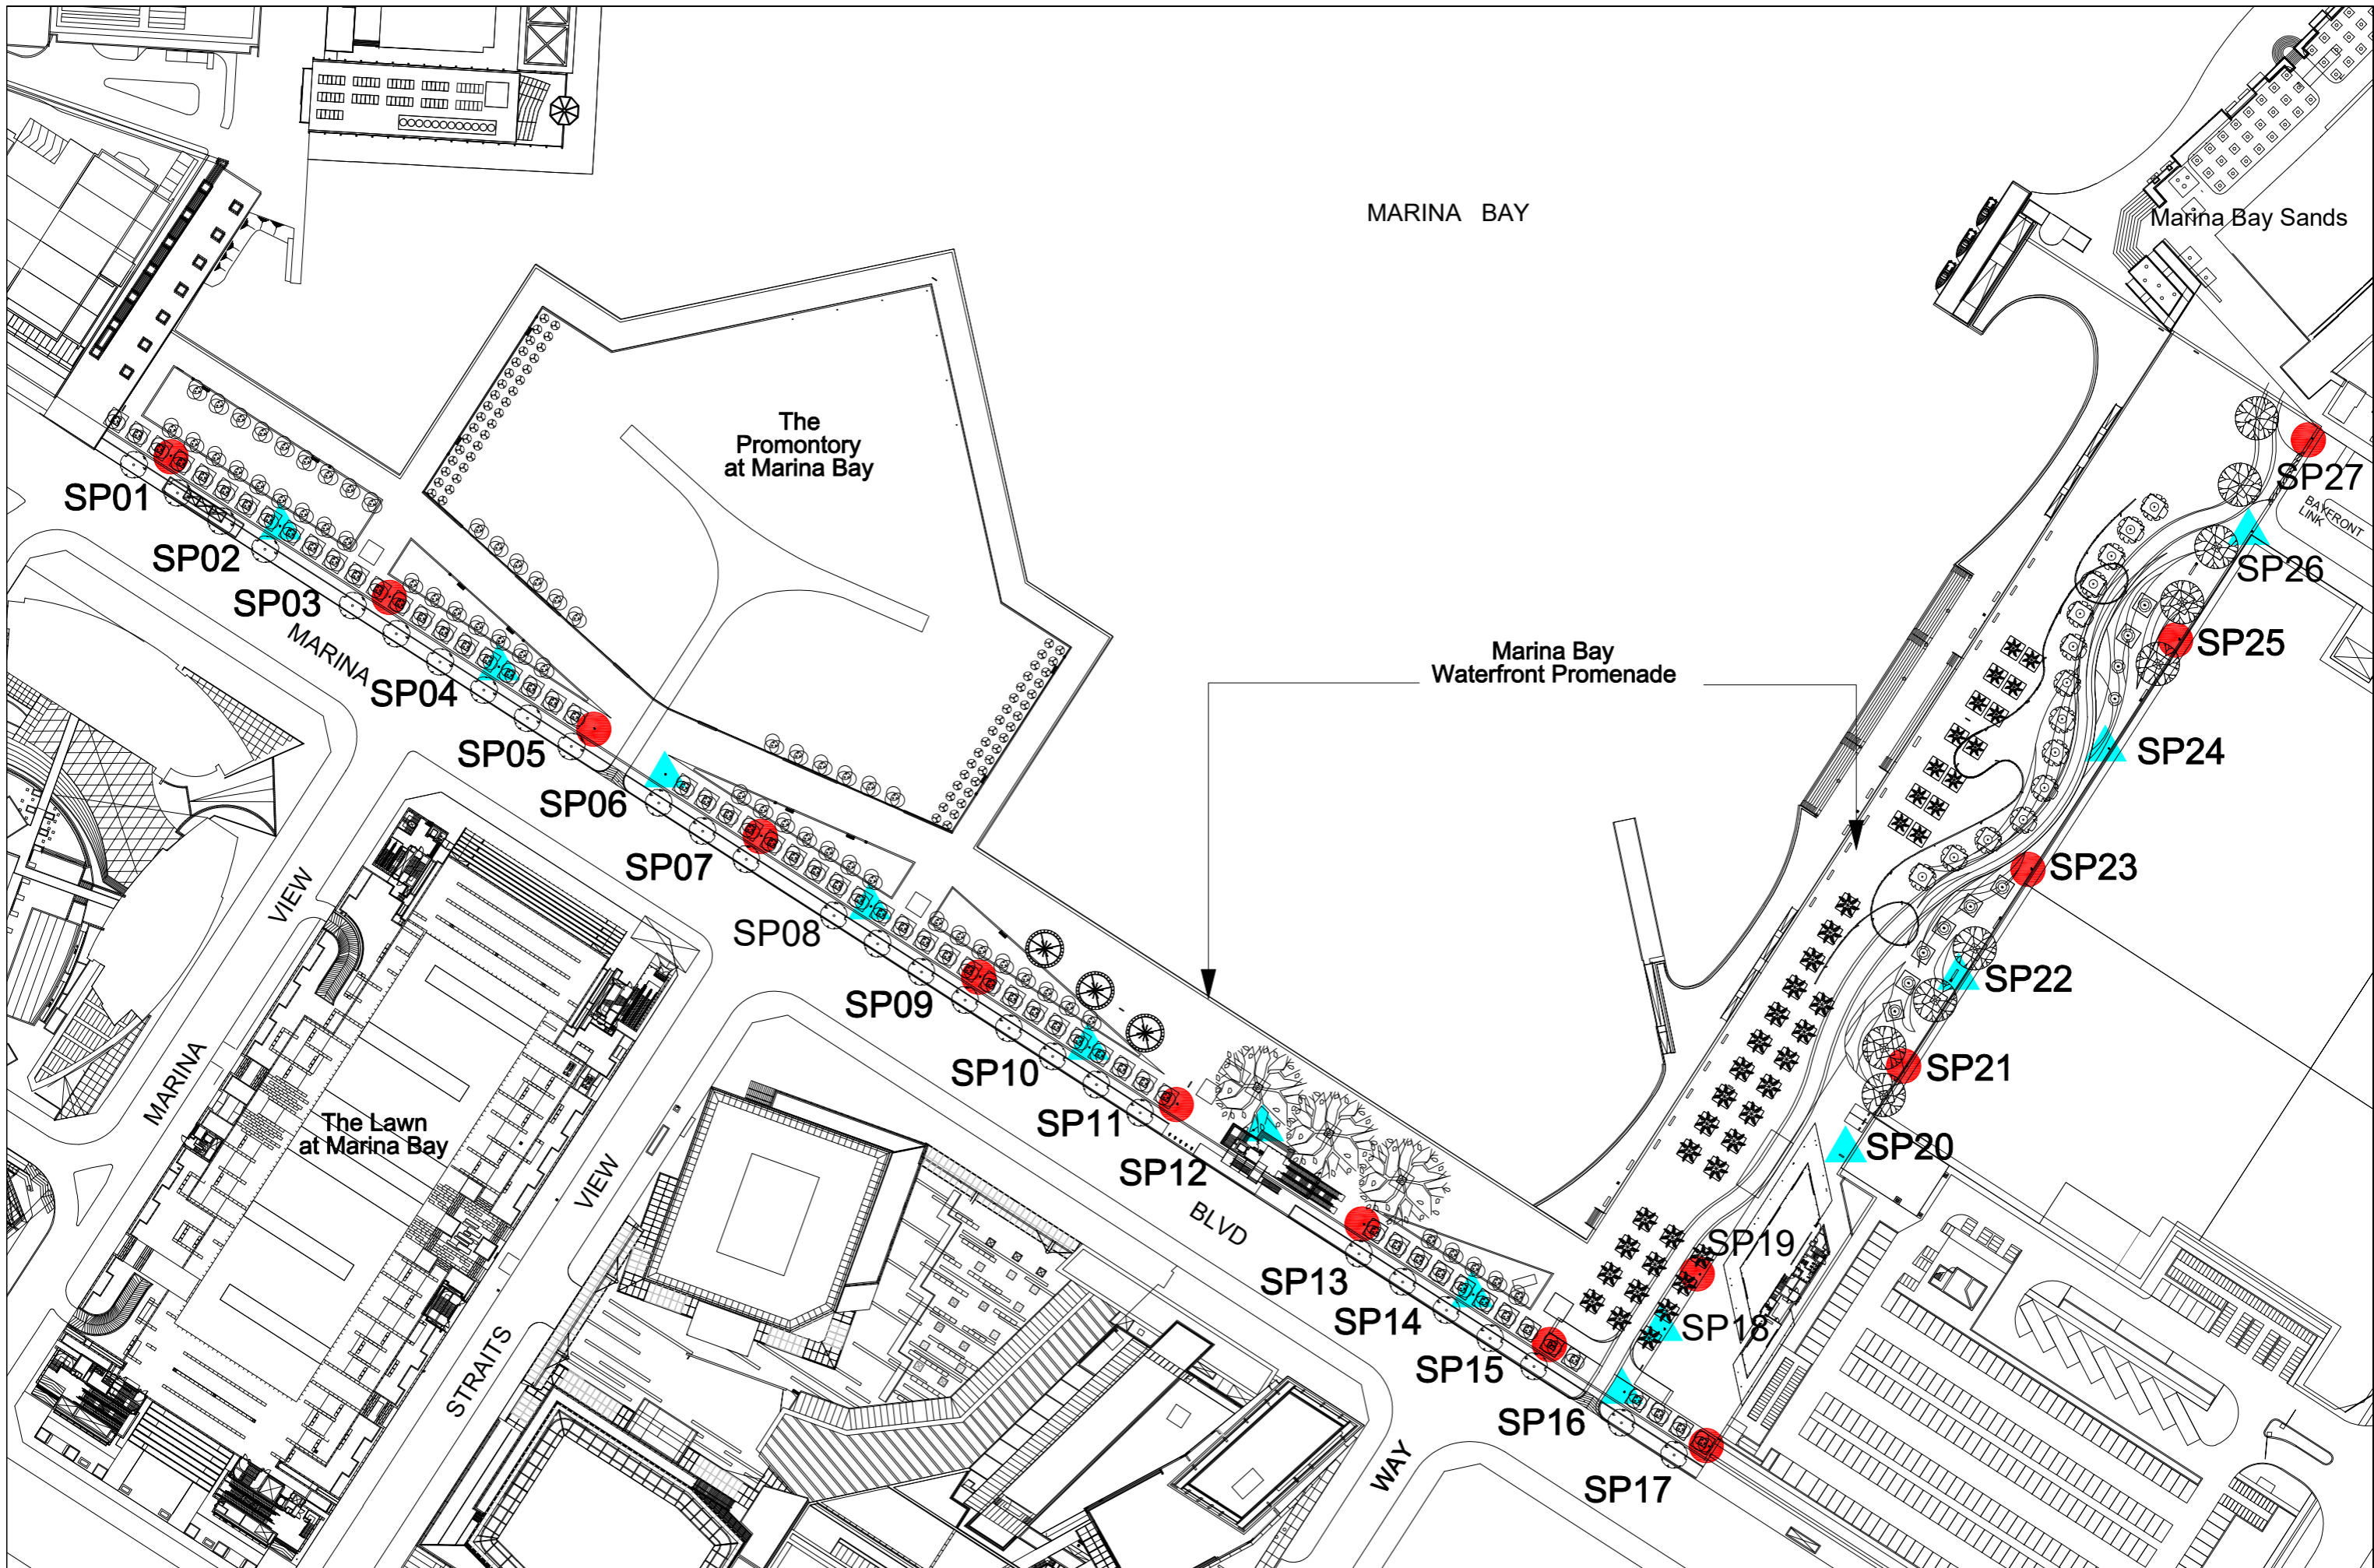 MARINA BAY
Marina Bay Sands
The
Promontory
at Marina Bay
SP01
SP02
SP03
MARINA
SP04
SP05
SP06
SP07
SP08
SP09
SP10
SP11
SP12
BLVD
SP13
SP14
SP15
SP16
SP17
WAY
SP18
SP19
SP20
SP21
SP22
SP23
SP24
SP25
SP26
SP27
BAYFRONT
LINK
Marina Bay
Waterfront Promenade
MARINA
VIEW
The Lawn
at Marina Bay
STRAITS
VIEW